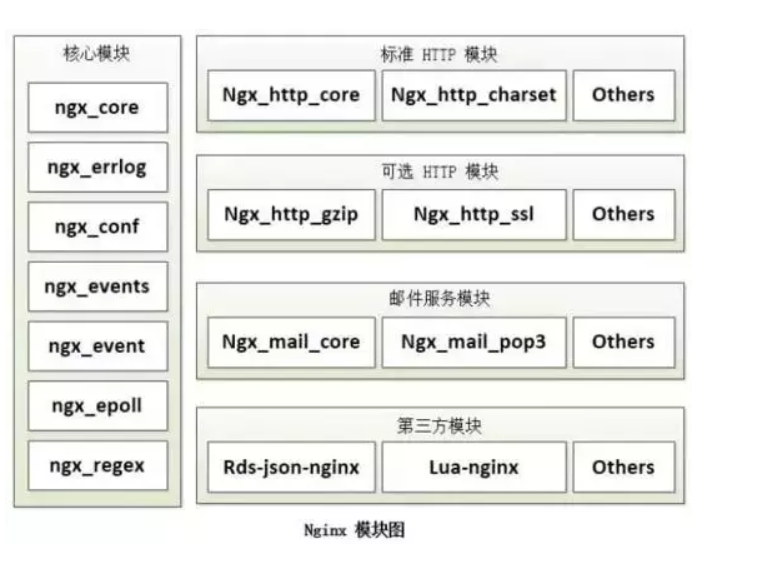 核心模块
ngx_core
ngx_errlog
ngx_conf
ngx_events
ngx_event
ngx_epoll
ngx_regex
标准 HTTP 模块
Ngx_http_core Ngx_http_charset Others
可选 HTTP 模块
Ngx_http_gzip Ngx_http_ssl Others
邮件服务模块
Ngx_mail_core Ngx_mail_pop3 Others
第三方模块
Rds-json-nginx Lua-nginx Others
Nginx 模块图